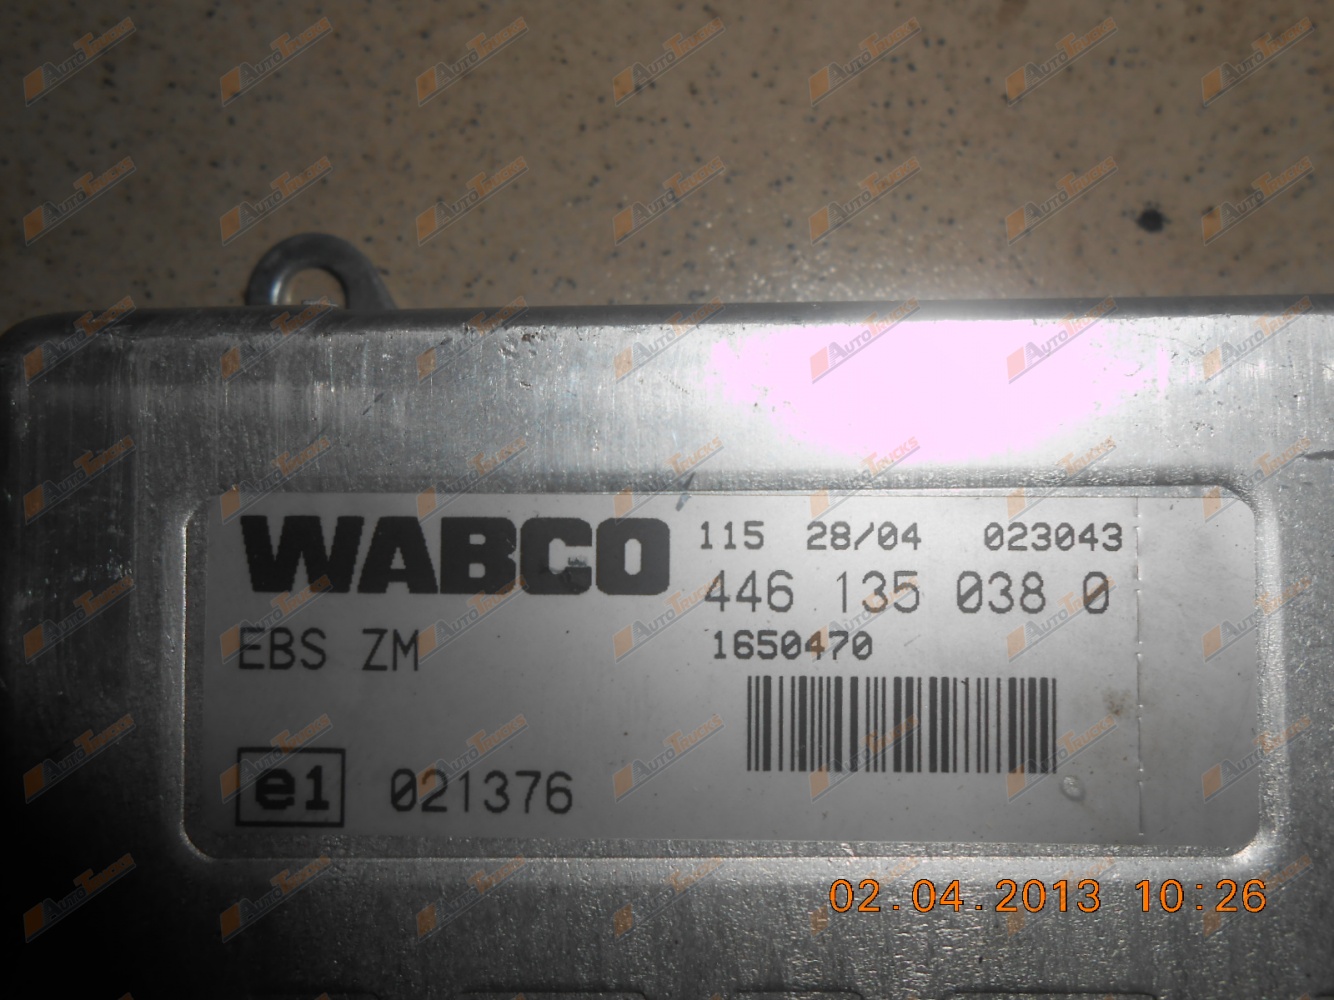 WABCO 115 28/04 023043
446 135 038 0
EBS ZM 1650470
e1 021376
02.04.2013 10:26
AUTOTRUCKS